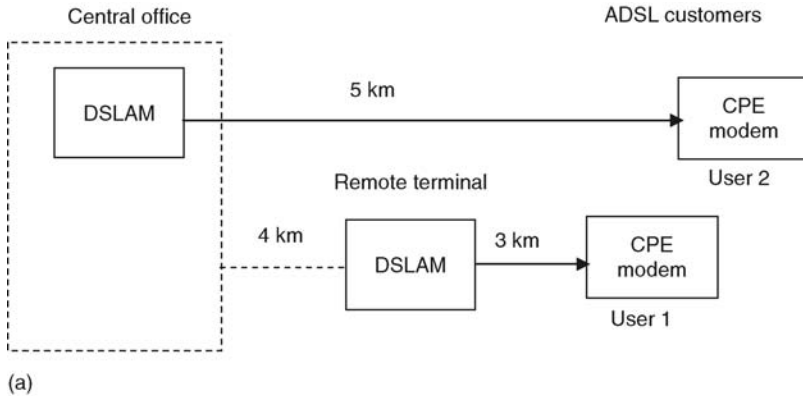 Central office
ADSL customers
DSLAM
5 km
CPE
modem
User 2
Remote terminal
4 km
DSLAM
3 km
CPE
modem
User 1
(a)